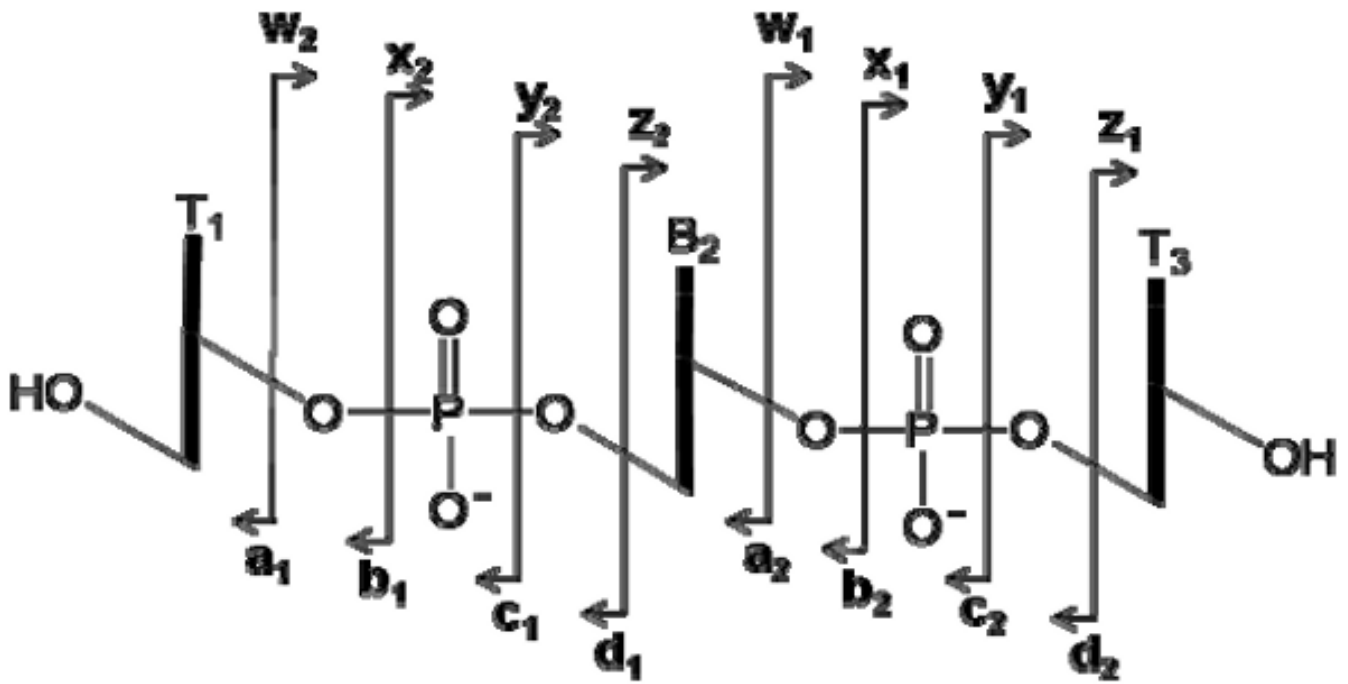 w₂ x₂ y₂ z₂ w₁ x₁ y₁ z₁
T₁ B₂ T₃
O O
HO O P O O P O OH
O⁻ O⁻
a₁ b₁ c₁ d₁ a₂ b₂ c₂ d₂